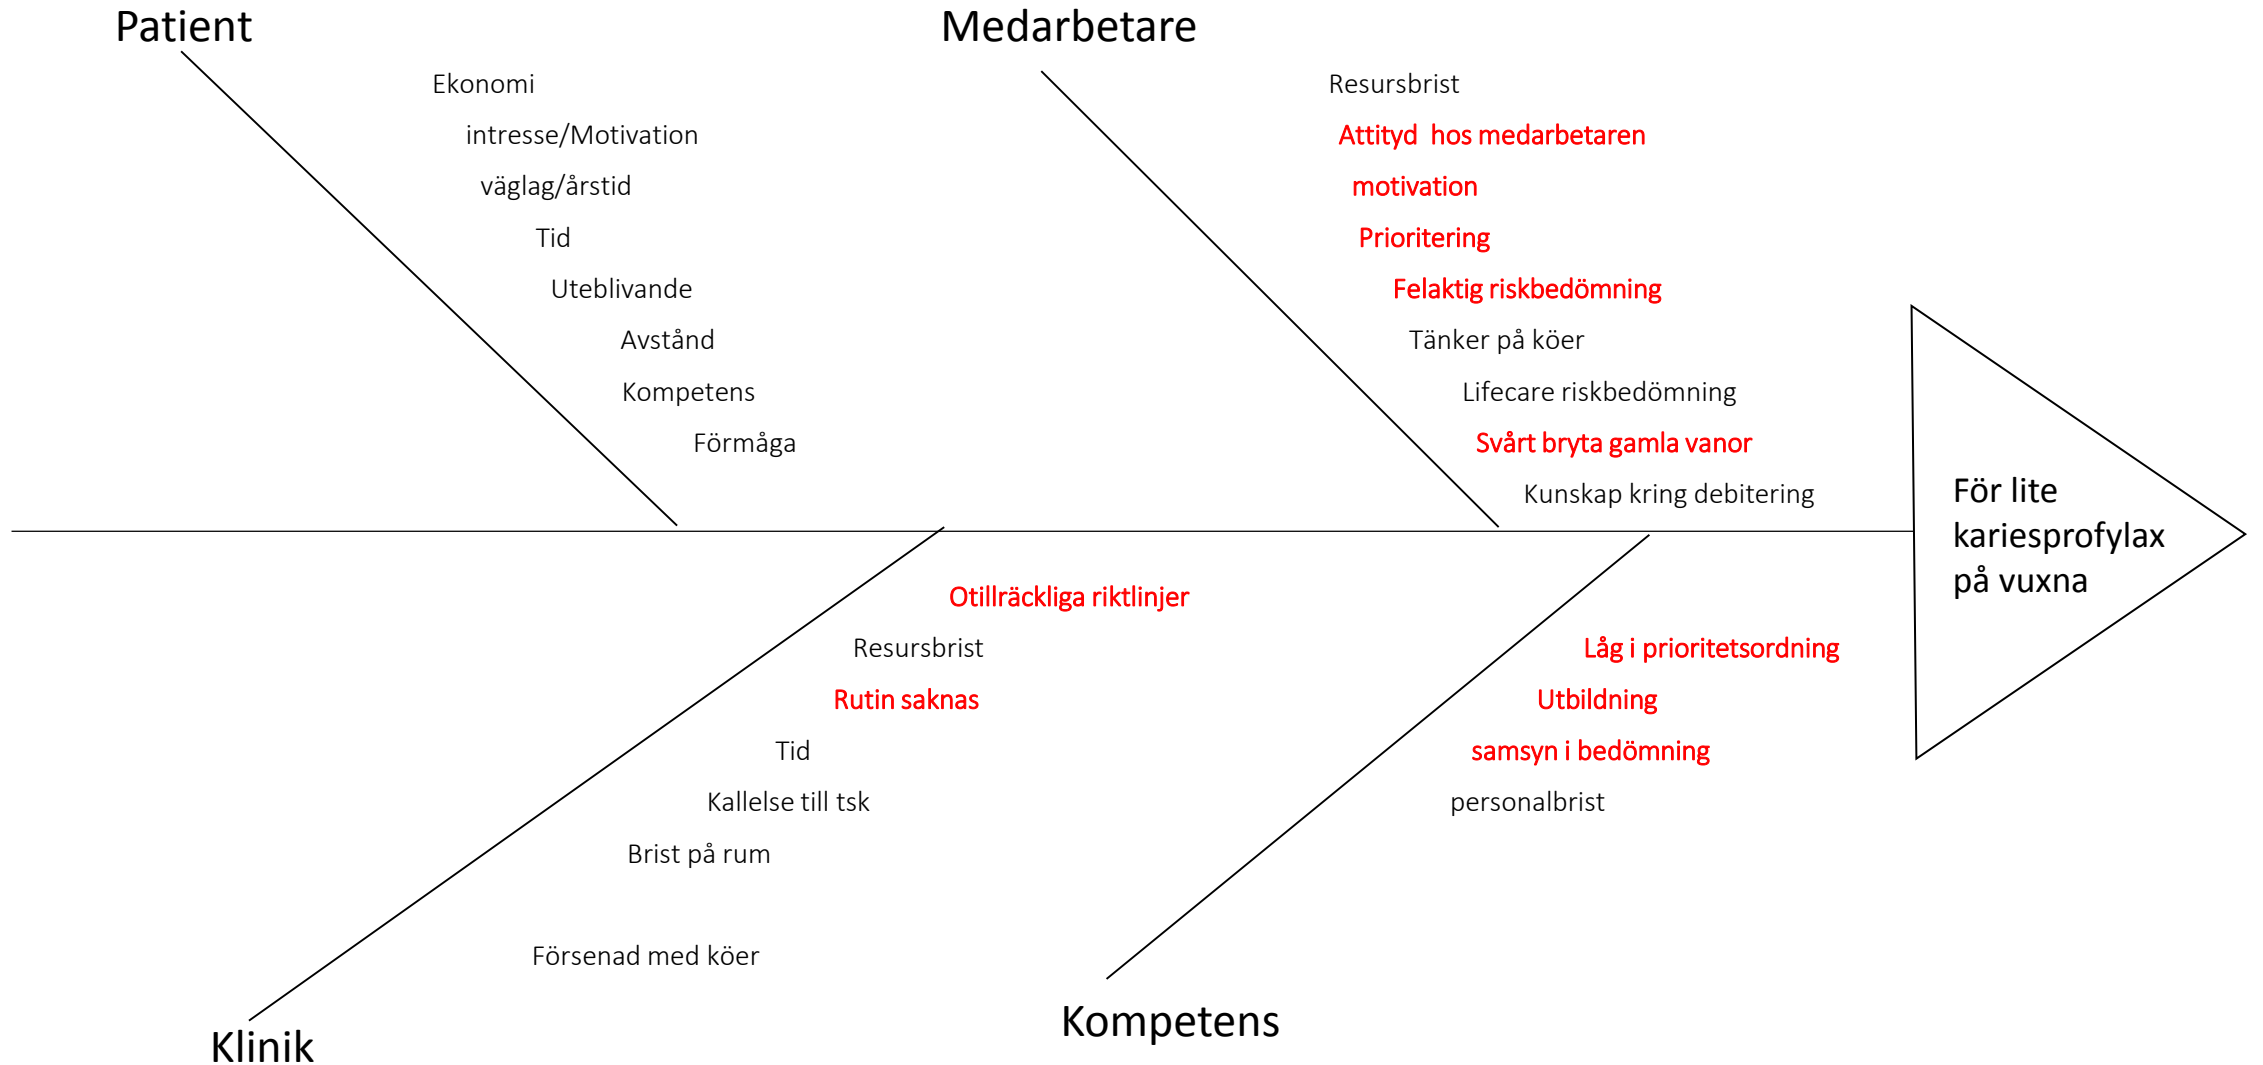 Patient
Ekonomi
intresse/Motivation
väglag/årstid
Tid
Uteblivande
Avstånd
Kompetens
Förmåga
Medarbetare
Resursbrist
Attityd  hos medarbetaren
motivation
Prioritering
Felaktig riskbedömning
Tänker på köer
Lifecare riskbedömning
Svårt bryta gamla vanor
Kunskap kring debitering
För lite
kariesprofylax
på vuxna
Otillräckliga riktlinjer
Resursbrist
Rutin saknas
Tid
Kallelse till tsk
Brist på rum
Försenad med köer
Klinik
Låg i prioritetsordning
Utbildning
samsyn i bedömning
personalbrist
Kompetens